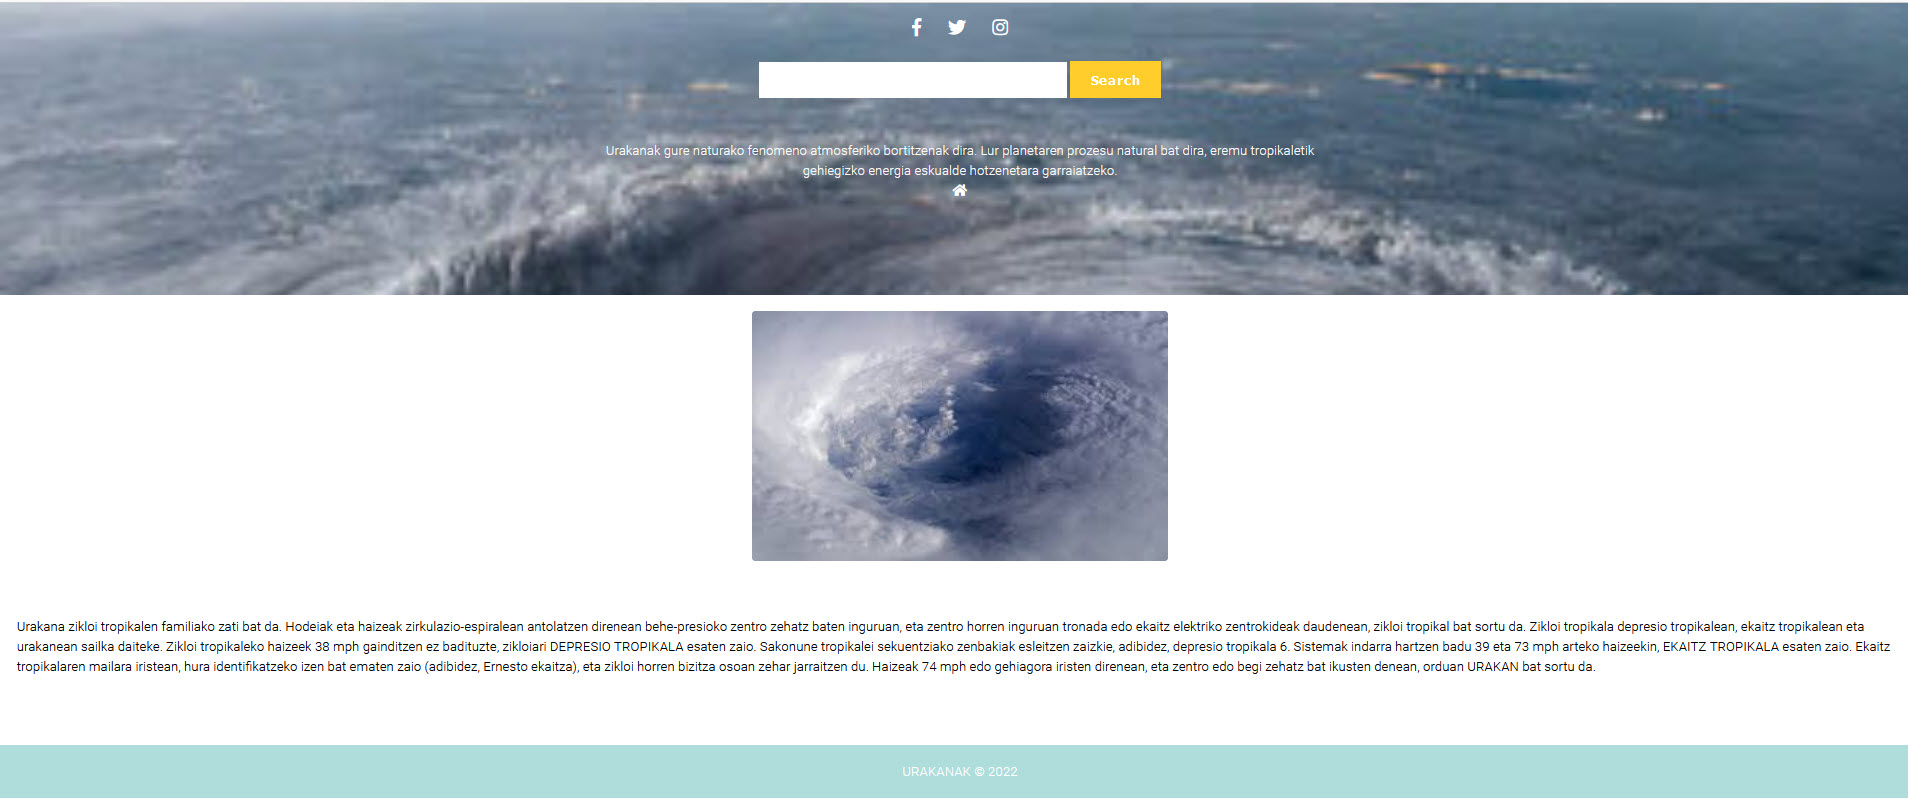 Search
Urakanak gure naturako fenomeno atmosferiko bortitzenak dira. Lur planetaren prozesu natural bat dira, eremu tropikaletik
gehiegizko energia eskualde hotzenetara garraiatzeko.
Urakana zikloi tropikalen familiako zati bat da. Hodeiak eta haizeak zirkulazio-espiralean antolatzen direnean behe-presioko zentro zehatz baten inguruan, eta zentro horren inguruan tronada edo ekaitz elektriko zentrokideak daudenean, zikloi tropikal bat sortu da. Zikloi tropikala depresio tropikalean, ekaitz tropikalean eta
urakanean sailka daiteke. Zikloi tropikaleko haizeek 38 mph gainditzen ez badituzte, zikloiari DEPRESIO TROPIKALA esaten zaio. Sakonune tropikalei sekuentziako zenbakiak esleitzen zaizkie, adibidez, depresio tropikala 6. Sistemak indarra hartzen badu 39 eta 73 mph arteko haizeekin, EKAITZ TROPIKALA esaten zaio. Ekaitz
tropikalaren mailara iristean, hura identifikatzeko izen bat ematen zaio (adibidez, Ernesto ekaitza), eta zikloi horren bizitza osoan zehar jarraitzen du. Haizeak 74 mph edo gehiagora iristen direnean, eta zentro edo begi zehatz bat ikusten denean, orduan URAKAN bat sortu da.
URAKANAK © 2022